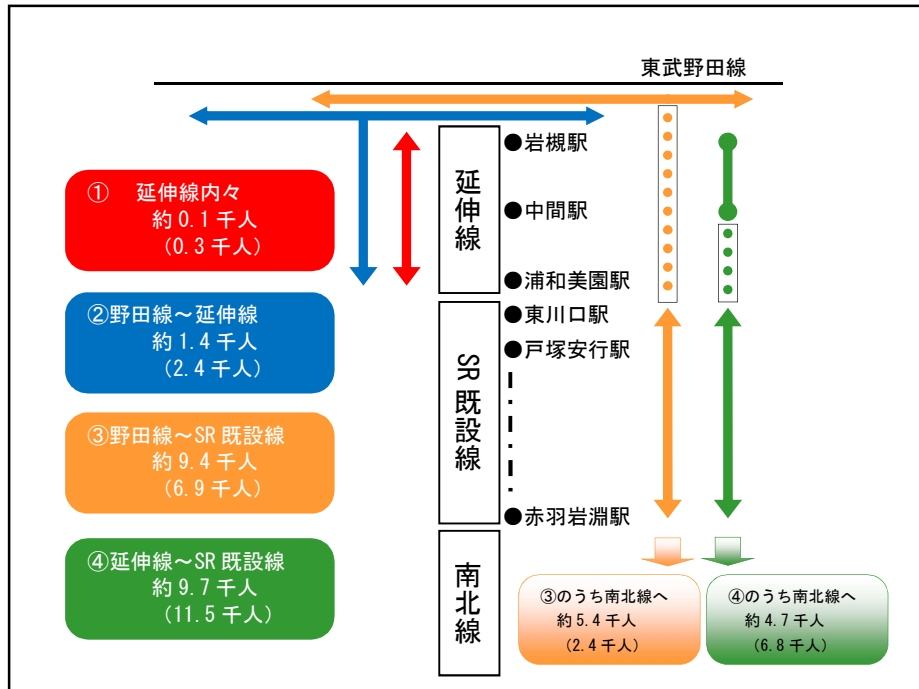 東武野田線
●岩槻駅
●中間駅
●浦和美園駅
●東川口駅
●戸塚安行駅
●赤羽岩淵駅
延伸線
SR既設線
南北線
① 延伸線内々
約0.1千人
(0.3千人)
②野田線～延伸線
約1.4千人
(2.4千人)
③野田線～SR既設線
約9.4千人
(6.9千人)
④延伸線～SR既設線
約9.7千人
(11.5千人)
③のうち南北線へ
約5.4千人
(2.4千人)
④のうち南北線へ
約4.7千人
(6.8千人)